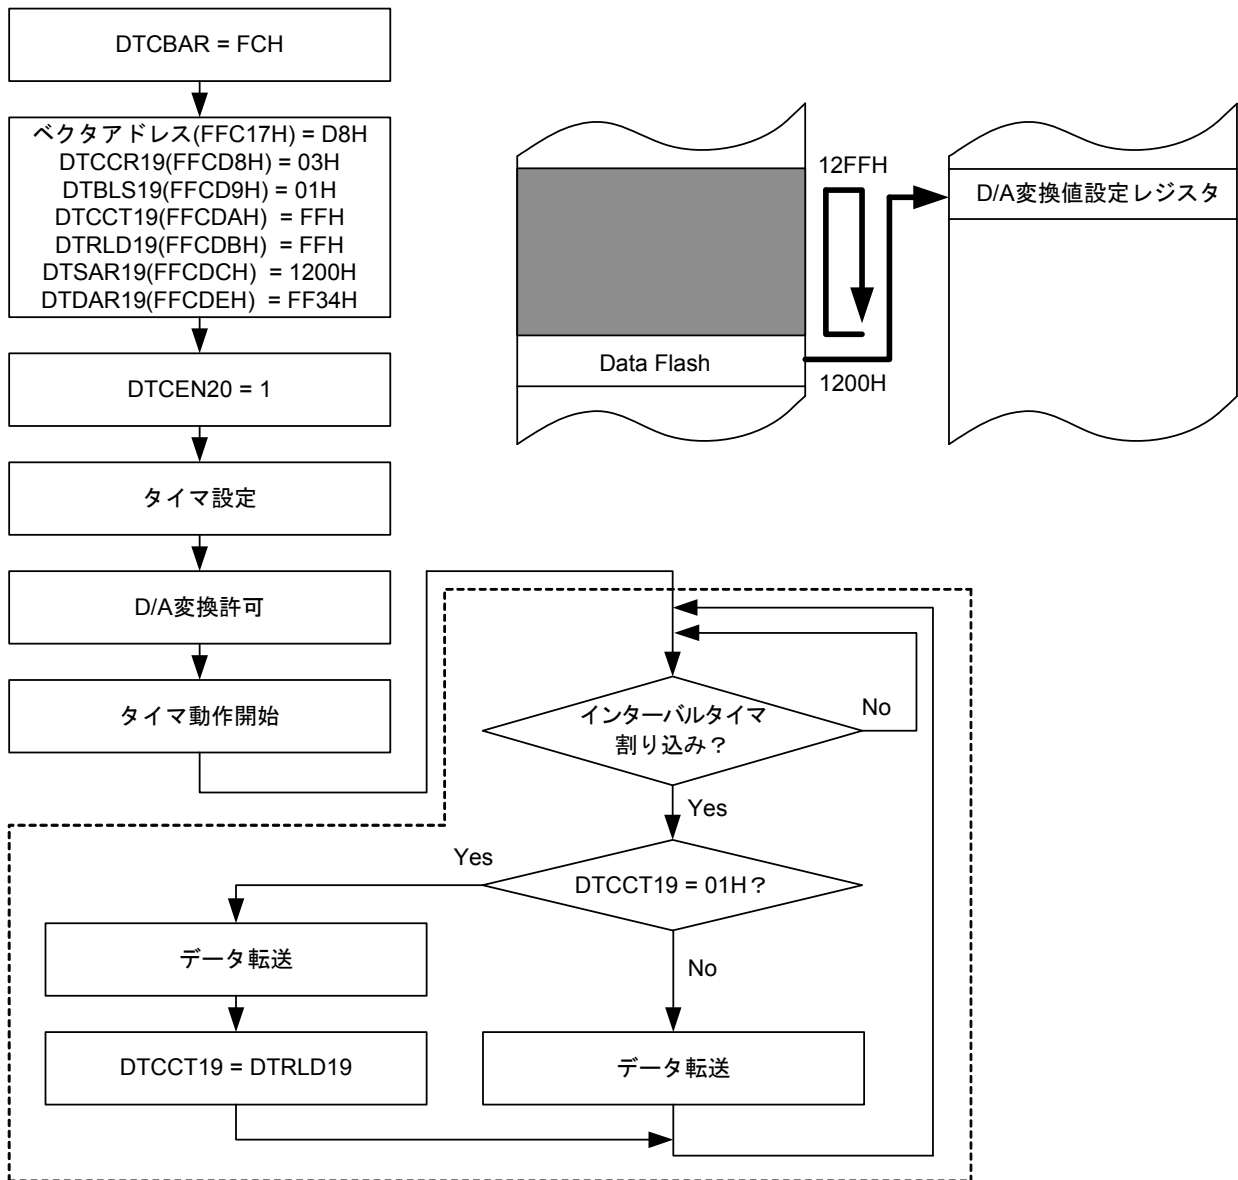 DTCBAR = FCH
ベクタアドレス(FFC17H) = D8H
DTCCR19(FFCD8H) = 03H
DTBLS19(FFCD9H) = 01H
DTCCT19(FFCDAH) = FFH
DTRLD19(FFCDBH) = FFH
DTSAR19(FFCDCH) = 1200H
DTDAR19(FFCDEH) = FF34H
DTCEN20 = 1
タイマ設定
D/A変換許可
タイマ動作開始
12FFH
D/A変換値設定レジスタ
Data Flash
1200H
インターバルタイマ
割り込み？
No
Yes
DTCCT19 = 01H？
Yes
No
データ転送
DTCCT19 = DTRLD19
データ転送